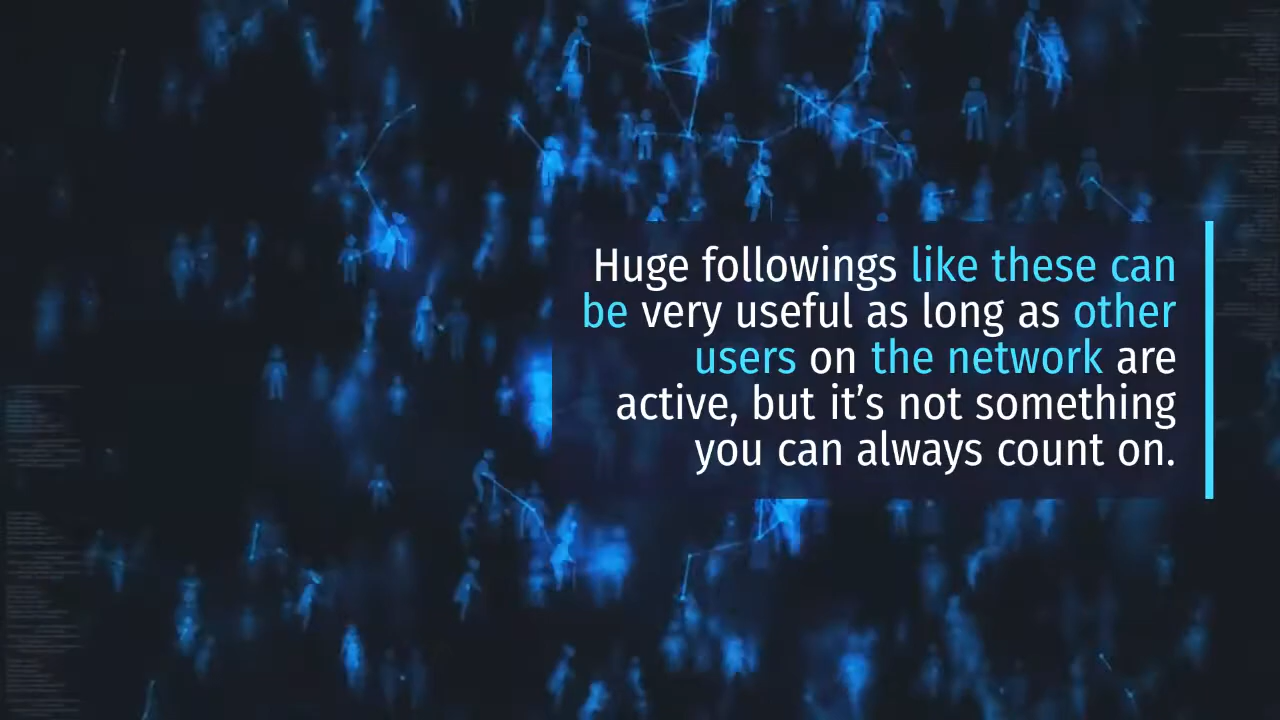 Huge followings like these can
be very useful as long as other
users on the network are
active, but it’s not something
you can always count on.